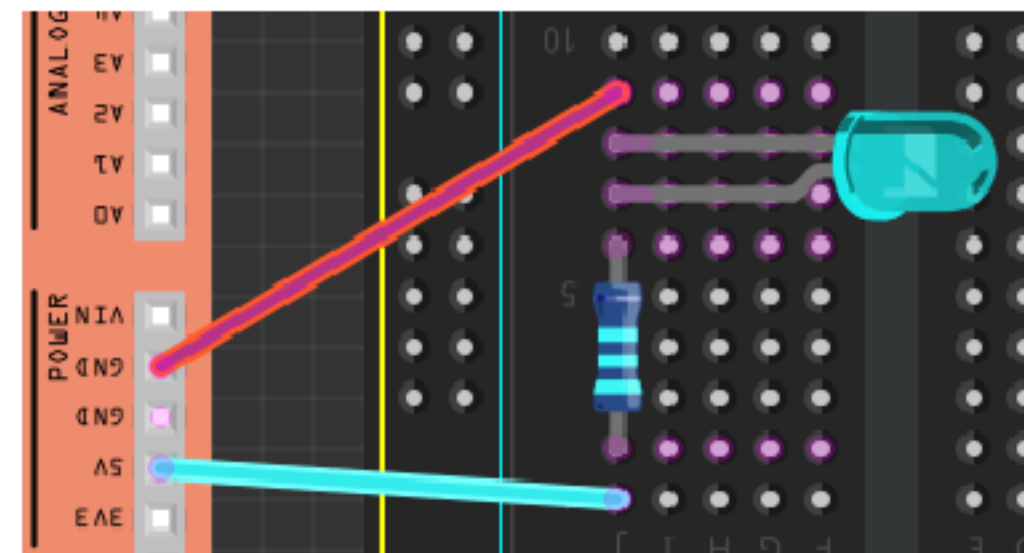 ANALOG
A3
A2
A1
A0
POWER
VIN
GND
GND
5V
3V3
10
5
J I H G F E